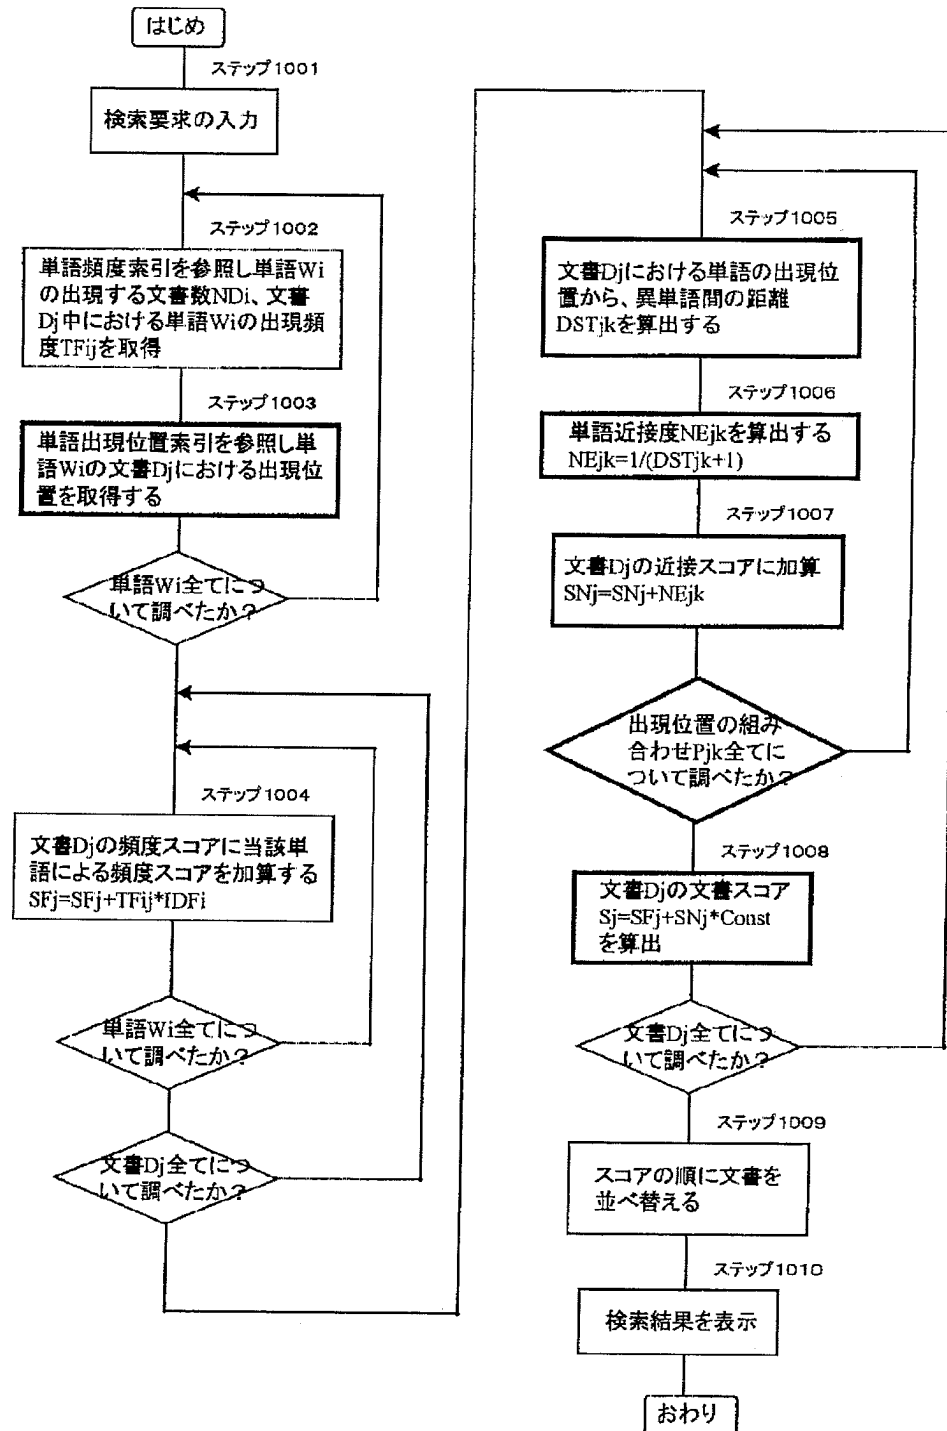 はじめ
ステップ1001
検索要求の入力
ステップ1002
単語頻度索引を参照し単語Wi
の出現する文書数NDi、文書
Dj中における単語Wiの出現頻
度TFijを取得
ステップ1003
単語出現位置索引を参照し単
語Wiの文書Djにおける出現位
置を取得する
単語Wi全てにつ
いて調べたか?
ステップ1004
文書Djの頻度スコアに当該単
語による頻度スコアを加算する
SFj=SFj+TFij*IDFi
単語Wi全てにつ
いて調べたか?
文書Dj全てにつ
いて調べたか?
ステップ1005
文書Djにおける単語の出現位
置から、異単語間の距離
DSTjkを算出する
ステップ1006
単語近接度NEjkを算出する
NEjk=1/(DSTjk+1)
ステップ1007
文書Djの近接スコアに加算
SNj=SNj+NEjk
出現位置の組み
合わせPjk全てに
ついて調べたか?
ステップ1008
文書Djの文書スコア
Sj=SFj+SNj*Const
を算出
文書Dj全てにつ
いて調べたか?
ステップ1009
スコアの順に文書を
並べ替える
ステップ1010
検索結果を表示
おわり